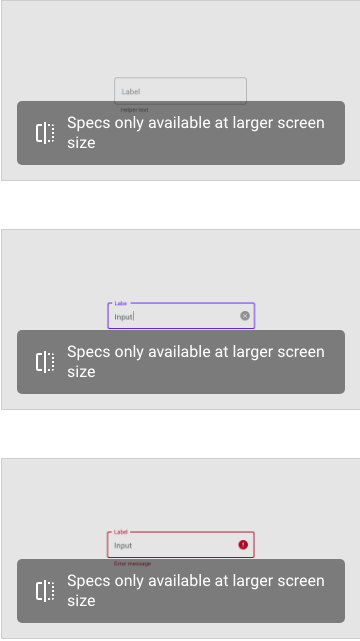 Label
Helper text
Specs only available at larger screen
size
Label
Input
Specs only available at larger screen
size
Label
Input
Error message
Specs only available at larger screen
size